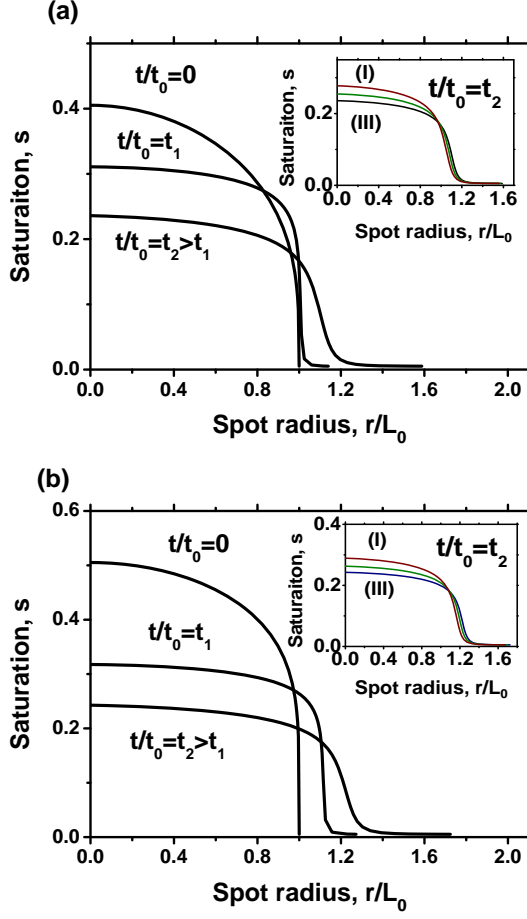 (a)
t/t0=0
t/t0=t1
t/t0=t2>t1
Saturaiton, s
0.4
0.2
0.0
0.0 0.4 0.8 1.2 1.6 2.0
Spot radius, r/L0
(I)
(III)
t/t0=t2
Saturaiton, s
0.2
0.0
0.0 0.4 0.8 1.2 1.6
Spot radius, r/L0
(b)
t/t0=0
t/t0=t1
t/t0=t2>t1
Saturation, s
0.6
0.4
0.2
0.0
0.0 0.4 0.8 1.2 1.6 2.0
Spot radius, r/L0
(I)
(III)
t/t0=t2
Saturaiton, s
0.4
0.2
0.0
0.0 0.4 0.8 1.2 1.6
Spot radius, r/L0